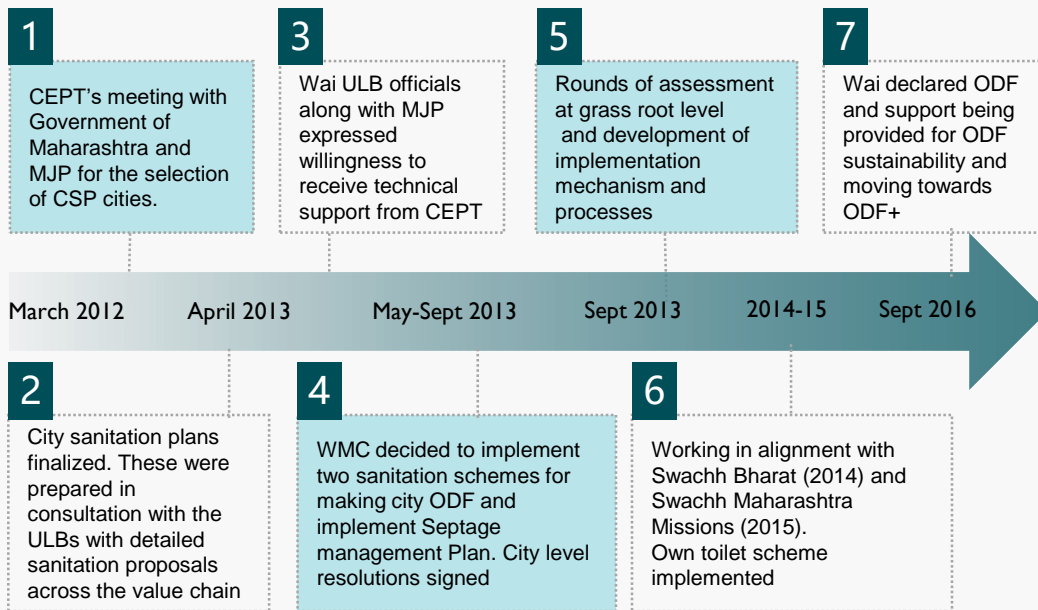 1
CEPT's meeting with
Government of
Maharashtra and
MJP for the selection
of CSP cities.
3
Wai ULB officials
along with MJP
expressed
willingness to
receive technical
support from CEPT
5
Rounds of assessment
at grass root level
and development of
implementation
mechanism and
processes
7
Wai declared ODF
and support being
provided for ODF
sustainability and
moving towards
ODF+
March 2012
April 2013
May-Sept 2013
Sept 2013
2014-15
Sept 2016
2
City sanitation plans
finalized. These were
prepared in
consultation with the
ULBs with detailed
sanitation proposals
across the value chain
4
WMC decided to implement
two sanitation schemes for
making city ODF and
implement Septage
management Plan. City level
resolutions signed
6
Working in alignment with
Swachh Bharat (2014) and
Swachh Maharashtra
Missions (2015).
Own toilet scheme
implemented